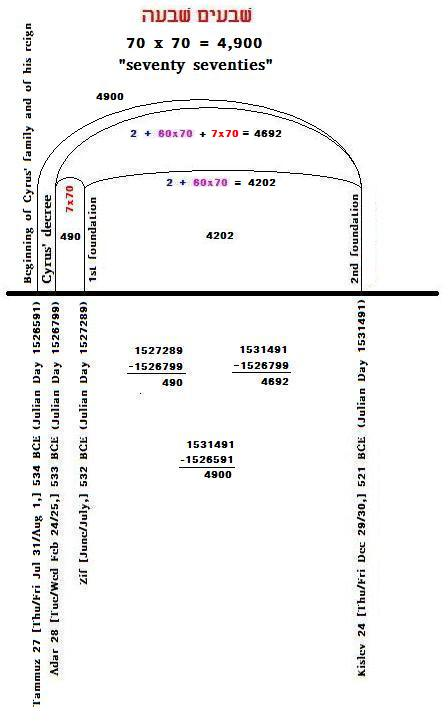 שבעים שבעה
70 x 70 = 4,900
"seventy seventies"
4900
2 + 60x70 + 7x70 = 4692
2 + 60x70 = 4202
7x70
490
4202
Beginning of Cyrus' family and of his reign
Cyrus' decree
1st foundation
2nd foundation
Tammuz 27 [Thu/Fri Jul 31/Aug 1,] 534 BCE (Julian Day 1526591)
Adar 28 [Tue/Wed Feb 24/25,] 533 BCE (Julian Day 1526799)
Zif [June/July,] 532 BCE (Julian Day 1527289)
Kislev 24 [Thu/Fri Dec 29/30,] 521 BCE (Julian Day 1531491)
1527289
-1526799
490
1531491
-1526799
4692
1531491
-1526591
4900